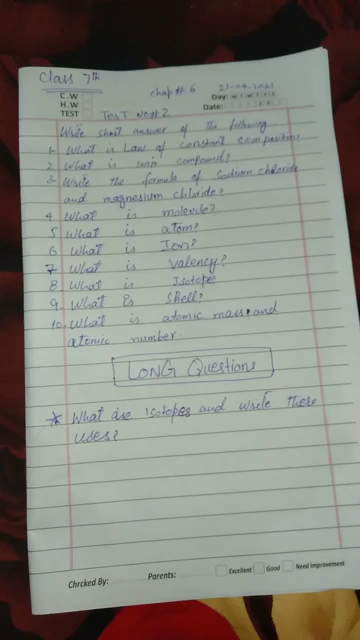 Class 7th
C.W
H.W
TEST
Chap # 6
21-04-2021
Day: M T W T F S
Date:
Test No# 2
Write short answer of the following
1. What is Law of constant composition
2. What is ionic compound?
3. Write the formula of Sodium chloride
and magnesium chloride?
4 What is molecule?
5 What is atom?
6 What is Ion?
7 What is Valency?
8 What is Isotope?
9. What is Shell?
10. What is atomic mass and
atomic number
LONG Questions
* What are isotopes and write there
uses?
Chrcked By:
Parents:
Excellent
Good
Need Improvement